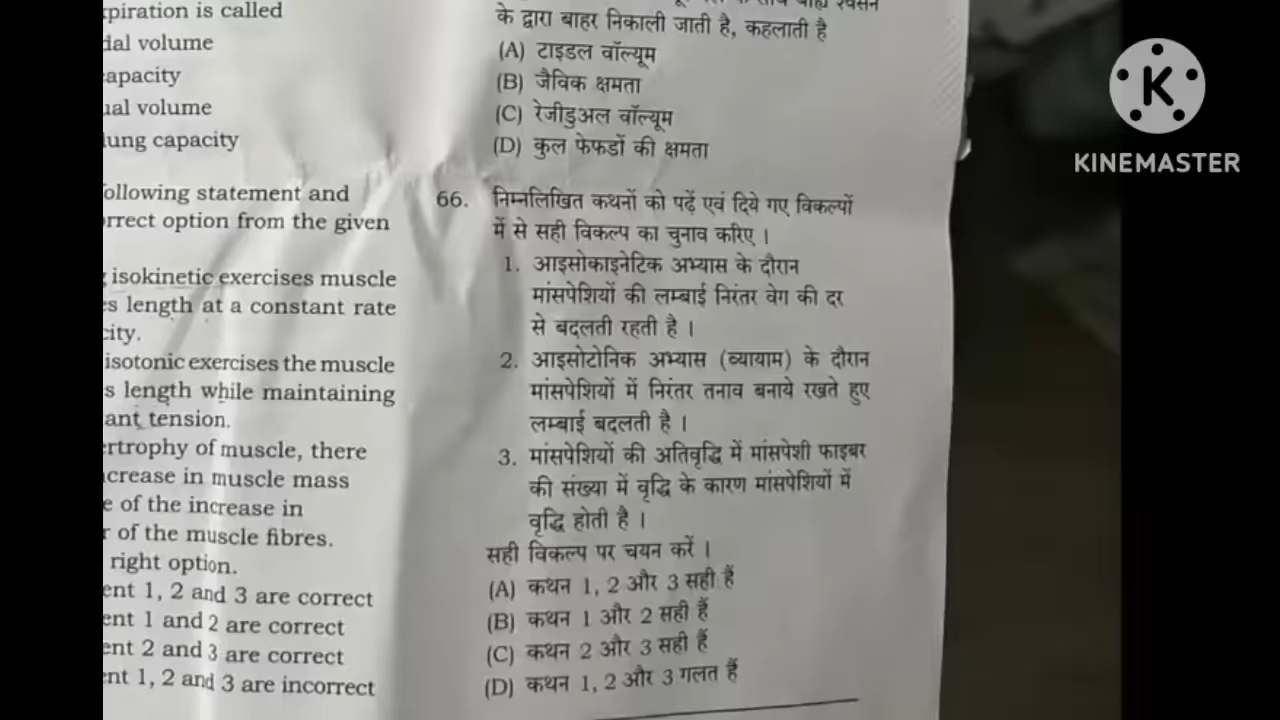 expiration is called
dal volume
apacity
ual volume
lung capacity
ollowing statement and
rrect option from the given
isokinetic exercises muscle
s length at a constant rate
city.
isotonic exercises the muscle
s length while maintaining
ant tension.
ertrophy of muscle, there
crease in muscle mass
e of the increase in
r of the muscle fibres.
right option.
ent 1, 2 and 3 are correct
ent 1 and 2 are correct
ent 2 and 3 are correct
ent 1, 2 and 3 are incorrect
के द्वारा बाहर निकाली जाती है, कहलाती है
(A) टाइडल वॉल्यूम
(B) जैविक क्षमता
(C) रेजीडुअल वॉल्यूम
(D) कुल फेफडों की क्षमता
66. निम्नलिखित कथनों को पढ़ें एवं दिये गए विकल्पों
में से सही विकल्प का चुनाव करिए ।
1. आइसोकाइनेटिक अभ्यास के दौरान
मांसपेशियों की लम्बाई निरंतर वेग की दर
से बदलती रहती है ।
2. आइसोटोनिक अभ्यास (व्यायाम) के दौरान
मांसपेशियों में निरंतर तनाव बनाये रखते हुए
लम्बाई बदलती है ।
3. मांसपेशियों की अतिवृद्धि में मांसपेशी फाइबर
की संख्या में वृद्धि के कारण मांसपेशियों में
वृद्धि होती है ।
सही विकल्प पर चयन करें ।
(A) कथन 1, 2 और 3 सही हैं
(B) कथन 1 और 2 सही हैं
(C) कथन 2 और 3 सही हैं
(D) कथन 1, 2 और 3 गलत हैं
K
KINEMASTER